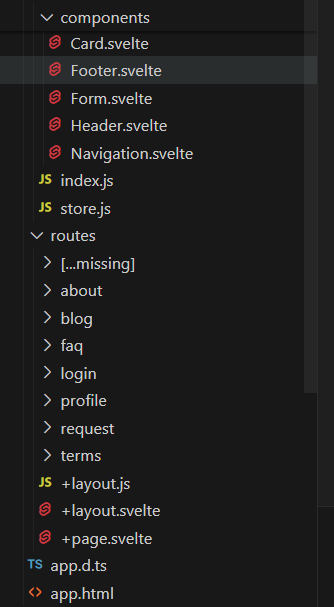 components
Card.svelte
Footer.svelte
Form.svelte
Header.svelte
Navigation.svelte
JS index.js
JS store.js
routes
[...missing]
about
blog
faq
login
profile
request
terms
JS +layout.js
+layout.svelte
+page.svelte
TS app.d.ts
<> app.html